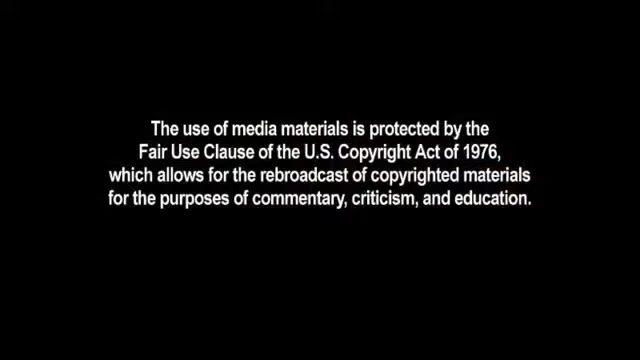 The use of media materials is protected by the
Fair Use Clause of the U.S. Copyright Act of 1976,
which allows for the rebroadcast of copyrighted materials
for the purposes of commentary, criticism, and education.